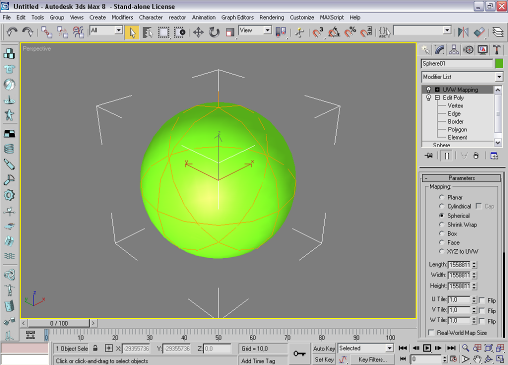 Untitled - Autodesk 3ds Max 8 - Stand-alone License
File Edit Tools Group Views Create Modifiers Character reactor Animation Graph Editors Rendering Customize MAXScript Help
All View
Perspective
Sphere01
Modifier List
UVW Mapping
Edit Poly
Vertex
Edge
Border
Polygon
Element
Sphere
Parameters
Mapping:
Planar
Cylindrical Cap
Spherical
Shrink Wrap
Box
Face
XYZ to UVW
Length:
Width:
Height:
U Tile: 1,0 Flip
V Tile: 1,0 Flip
W Tile: 1,0 Flip
Real-World Map Size
0 / 100
0 10 20 30 40 50 60 70 80 90 100
1 Object Sele X: -29355736 Y: -29355736 Z: 0,0 Grid = 10,0 Auto Key Selected
Click or click-and-drag to select objects Add Time Tag Set Key Key Filters... 0